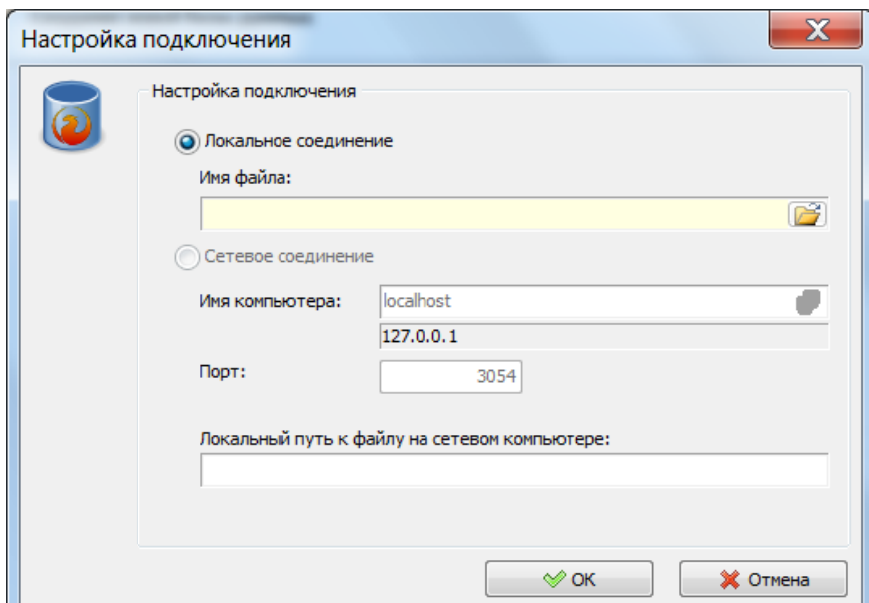 Настройка подключения
Настройка подключения
Локальное соединение
Имя файла:
Сетевое соединение
Имя компьютера:
localhost
127.0.0.1
Порт:
3054
Локальный путь к файлу на сетевом компьютере:
OK
Отмена